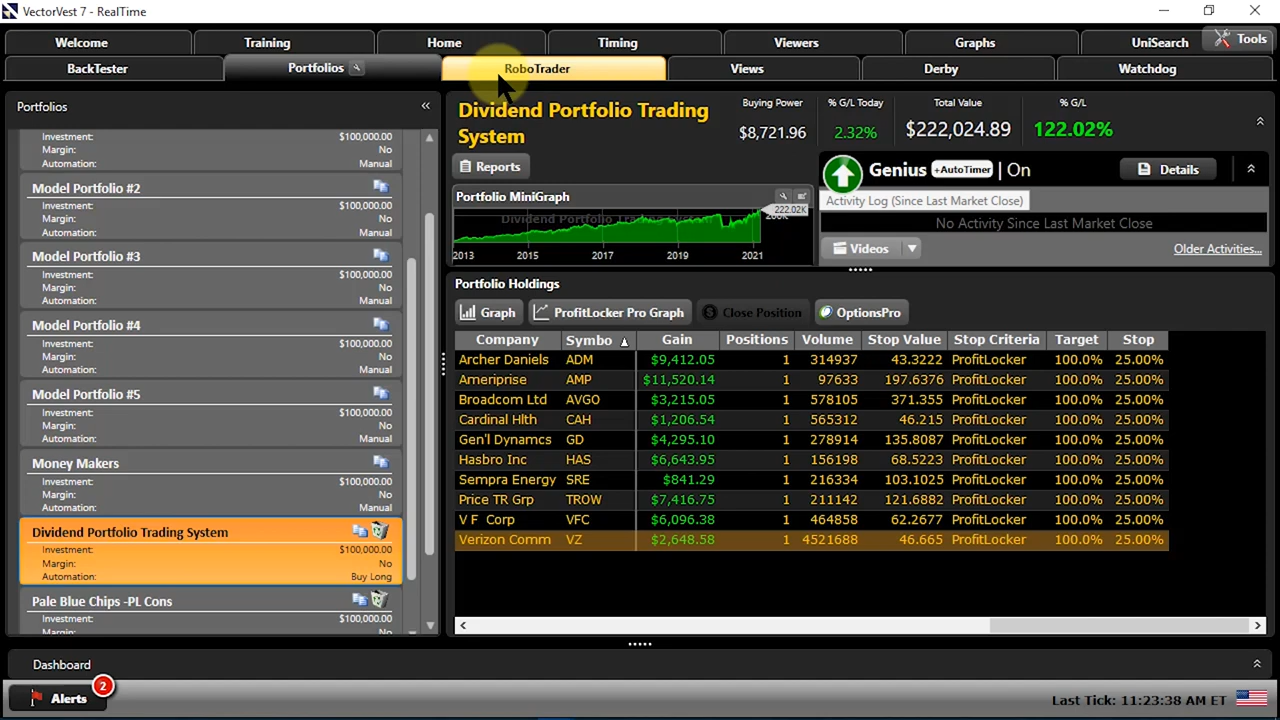 VectorVest 7 - RealTime
Welcome Training Home Timing Viewers Graphs UniSearch Tools
BackTester Portfolios RoboTrader Views Derby Watchdog
Portfolios
Investment: $100,000.00
Margin: No
Automation: Manual
Model Portfolio #2
Investment: $100,000.00
Margin: No
Automation: Manual
Model Portfolio #3
Investment: $100,000.00
Margin: No
Automation: Manual
Model Portfolio #4
Investment: $100,000.00
Margin: No
Automation: Manual
Model Portfolio #5
Investment: $100,000.00
Margin: No
Automation: Manual
Money Makers
Investment: $100,000.00
Margin: No
Automation: Manual
Dividend Portfolio Trading System
Investment: $100,000.00
Margin: No
Automation: Buy Long
Pale Blue Chips -PL Cons
Investment: $100,000.00
Margin: No
Dividend Portfolio Trading
System
Buying Power % G/L Today Total Value % G/L
$8,721.96 2.32% $222,024.89 122.02%
Reports
Genius +AutoTimer | On Details
Portfolio MiniGraph
Activity Log (Since Last Market Close)
222.02K
200K
No Activity Since Last Market Close
2013 2015 2017 2019 2021
Videos Older Activities...
Portfolio Holdings
Graph ProfitLocker Pro Graph Close Position OptionsPro
Company Symbo Gain Positions Volume Stop Value Stop Criteria Target Stop
Archer Daniels ADM $9,412.05 1 314937 43.3222 ProfitLocker 100.0% 25.00%
Ameriprise AMP $11,520.14 1 97633 197.6376 ProfitLocker 100.0% 25.00%
Broadcom Ltd AVGO $3,215.05 1 578105 371.355 ProfitLocker 100.0% 25.00%
Cardinal Hlth CAH $1,206.54 1 565312 46.215 ProfitLocker 100.0% 25.00%
Gen'l Dynamcs GD $4,295.10 1 278914 135.8087 ProfitLocker 100.0% 25.00%
Hasbro Inc HAS $6,643.95 1 156198 68.5223 ProfitLocker 100.0% 25.00%
Sempra Energy SRE $841.29 1 216334 103.1025 ProfitLocker 100.0% 25.00%
Price TR Grp TROW $7,416.75 1 211142 121.6882 ProfitLocker 100.0% 25.00%
V F Corp VFC $6,096.38 1 464858 62.2677 ProfitLocker 100.0% 25.00%
Verizon Comm VZ $2,648.58 1 4521688 46.665 ProfitLocker 100.0% 25.00%
Dashboard
Alerts 2
Last Tick: 11:23:38 AM ET